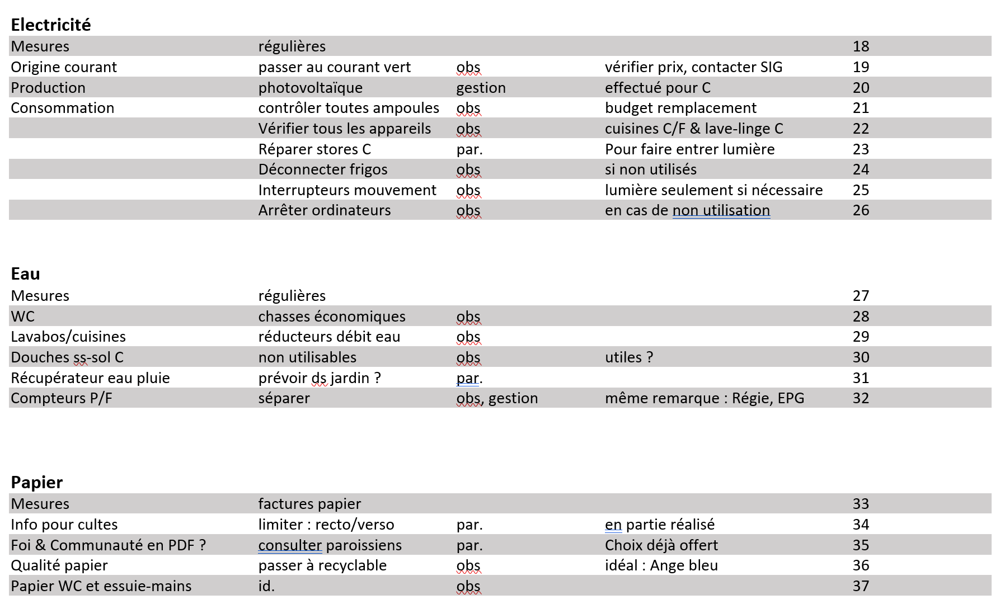 Electricité
Mesures régulières 18
Origine courant passer au courant vert obs vérifier prix, contacter SIG 19
Production photovoltaïque gestion effectué pour C 20
Consommation contrôler toutes ampoules obs budget remplacement 21
Vérifier tous les appareils obs cuisines C/F & lave-linge C 22
Réparer stores C par. Pour faire entrer lumière 23
Déconnecter frigos obs si non utilisés 24
Interrupteurs mouvement obs lumière seulement si nécessaire 25
Arrêter ordinateurs obs en cas de non utilisation 26
Eau
Mesures régulières 27
WC chasses économiques obs 28
Lavabos/cuisines réducteurs débit eau obs 29
Douches ss-sol C non utilisables obs utiles ? 30
Récupérateur eau pluie prévoir ds jardin ? par. 31
Compteurs P/F séparer obs, gestion même remarque : Régie, EPG 32
Papier
Mesures factures papier 33
Info pour cultes limiter : recto/verso par. en partie réalisé 34
Foi & Communauté en PDF ? consulter paroissiens par. Choix déjà offert 35
Qualité papier passer à recyclable obs idéal : Ange bleu 36
Papier WC et essuie-mains id. obs 37